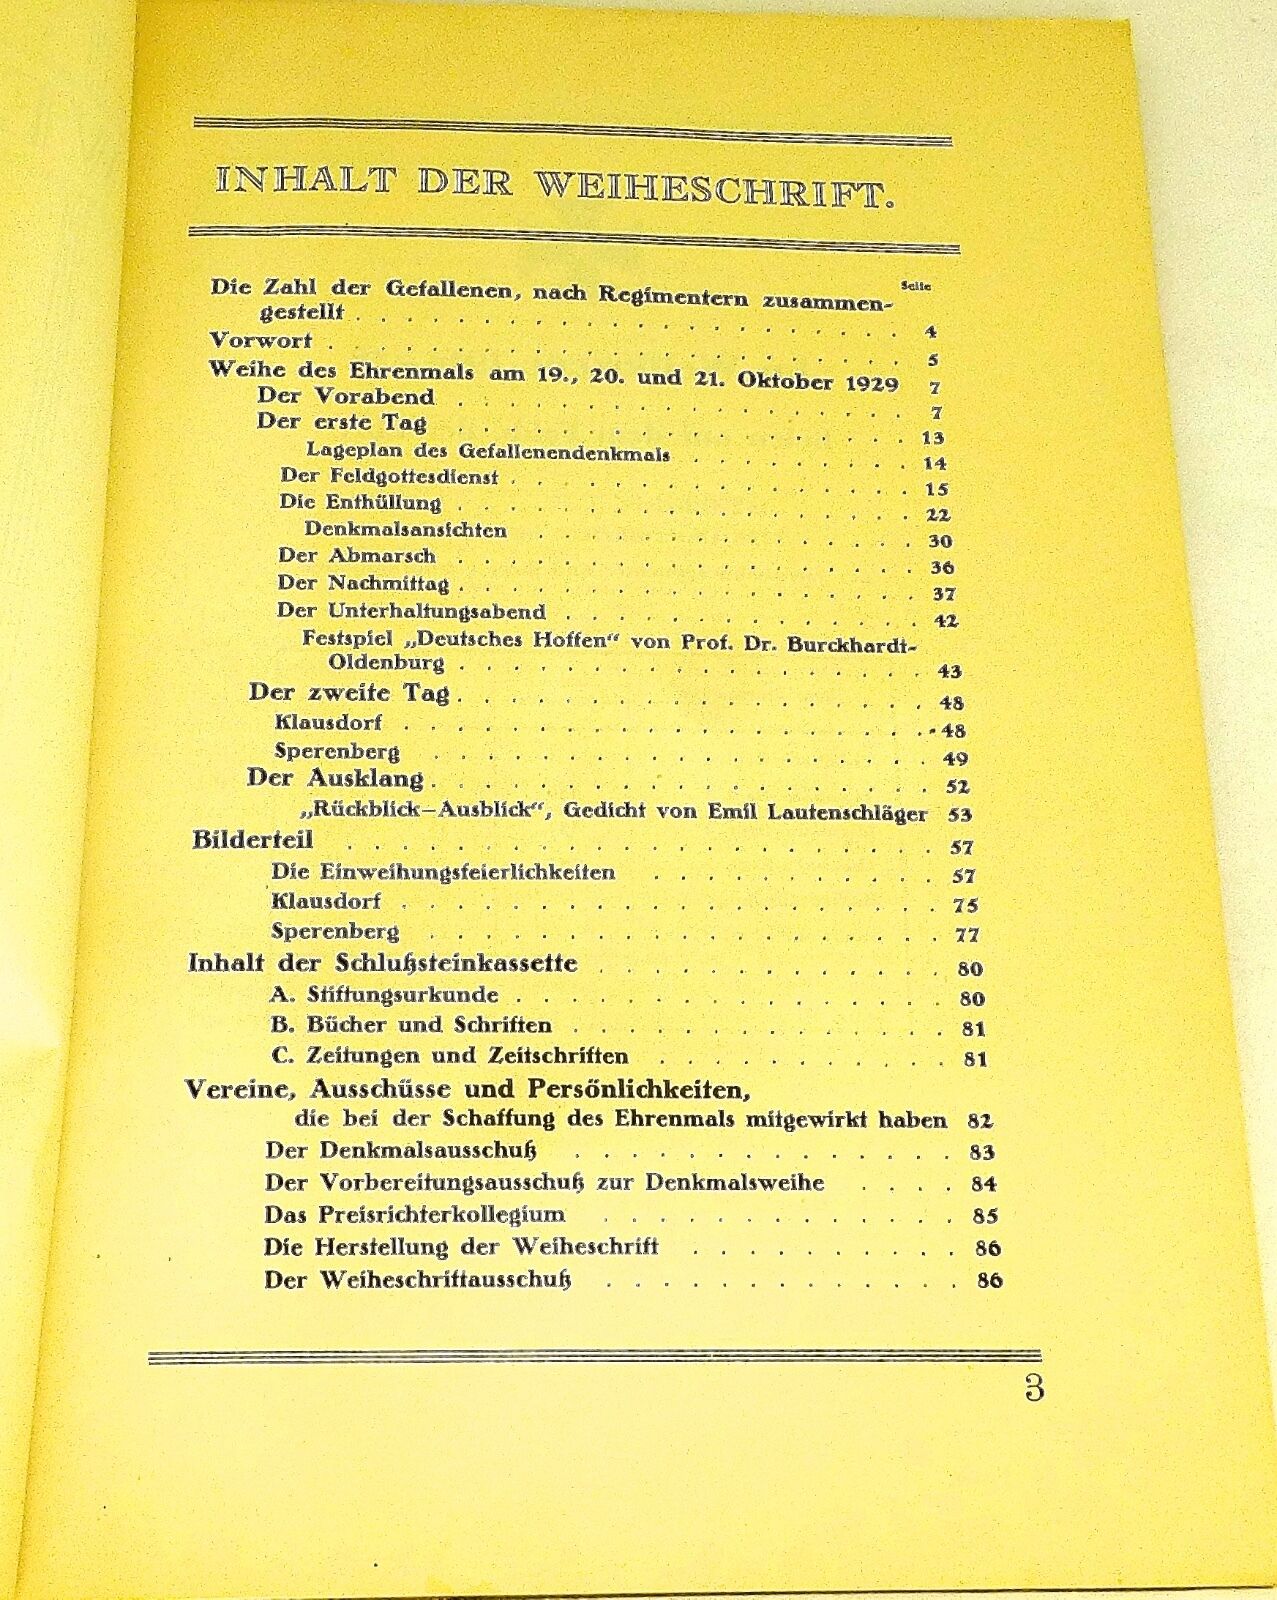 INHALT DER WEIHESCHRIFT.
Seite
Die Zahl der Gefallenen, nach Regimentern zusammen-
gestellt . . . . . . . . . . . . . . . . . . . . . 4
Vorwort . . . . . . . . . . . . . . . . . . . . . . 5
Weihe des Ehrenmals am 19., 20. und 21. Oktober 1929 7
Der Vorabend . . . . . . . . . . . . . . . . . . 7
Der erste Tag . . . . . . . . . . . . . . . . . . 13
Lageplan des Gefallenendenkmals . . . . . . . . . 14
Der Feldgottesdienst . . . . . . . . . . . . . . . . 15
Die Enthüllung . . . . . . . . . . . . . . . . . . 22
Denkmalsansichten . . . . . . . . . . . . . . . 30
Der Abmarsch . . . . . . . . . . . . . . . . . . 36
Der Nachmittag . . . . . . . . . . . . . . . . . . 37
Der Unterhaltungsabend . . . . . . . . . . . . . . 42
Festspiel „Deutsches Hoffen“ von Prof. Dr. Burckhardt-
Oldenburg . . . . . . . . . . . . . . . . . . 43
Der zweite Tag . . . . . . . . . . . . . . . . . . 48
Klausdorf . . . . . . . . . . . . . . . . . . . . 48
Sperenberg . . . . . . . . . . . . . . . . . . . 49
Der Ausklang . . . . . . . . . . . . . . . . . . . 52
„Rückblick—Ausblick“, Gedicht von Emil Lautenschläger 53
Bilderteil . . . . . . . . . . . . . . . . . . . . . . 57
Die Einweihungsfeierlichkeiten . . . . . . . . . . . 57
Klausdorf . . . . . . . . . . . . . . . . . . . . 75
Sperenberg . . . . . . . . . . . . . . . . . . . 77
Inhalt der Schlußsteinkassette . . . . . . . . . . . . . 80
A. Stiftungsurkunde . . . . . . . . . . . . . . . . 80
B. Bücher und Schriften . . . . . . . . . . . . . . 81
C. Zeitungen und Zeitschriften . . . . . . . . . . . 81
Vereine, Ausschüsse und Persönlichkeiten,
die bei der Schaffung des Ehrenmals mitgewirkt haben 82
Der Denkmalsausschuß . . . . . . . . . . . . . . 83
Der Vorbereitungsausschuß zur Denkmalsweihe . . . . 84
Das Preisrichterkollegium . . . . . . . . . . . . . 85
Die Herstellung der Weiheschrift . . . . . . . . . . 86
Der Weiheschriftausschuß . . . . . . . . . . . . . 86
3